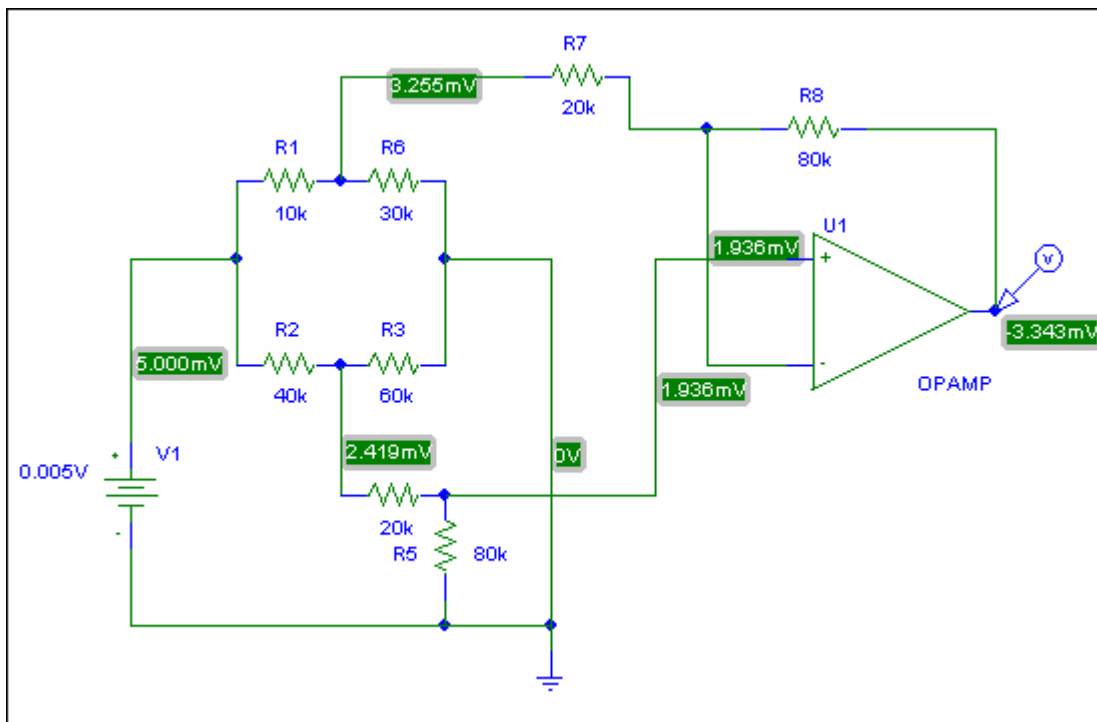 R7
3.255mV
20k
R8
80k
R1
R6
10k
30k
U1
1.936mV
+
v
-3.343mV
R2
R3
5.000mV
40k
60k
-
OPAMP
1.936mV
2.419mV
0V
+
V1
0.005V
-
20k
R5
80k